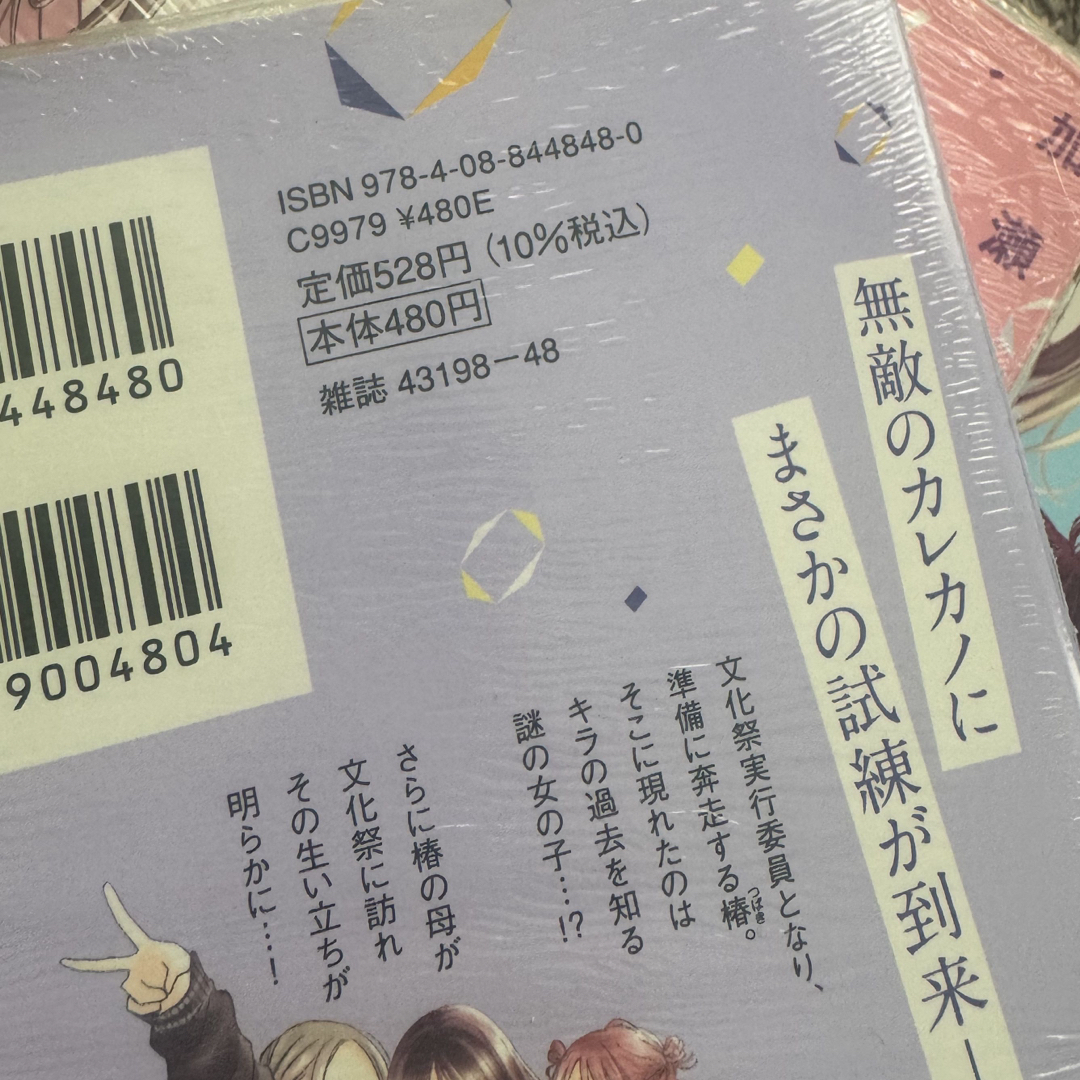 ISBN 978-4-08-844848-0
C9979 ¥480E
定価528円（10%税込）
本体480円
雑誌 43198-48
448480
9004804
無敵のカレカノに
まさかの試練が到来
文化祭実行委員となり、
準備に奔走する椿。
つばき
そこに現れたのは
キラの過去を知る
謎の女の子…!?
さらに椿の母が
文化祭に訪れ
その生い立ちが
明らかに…！
加瀬